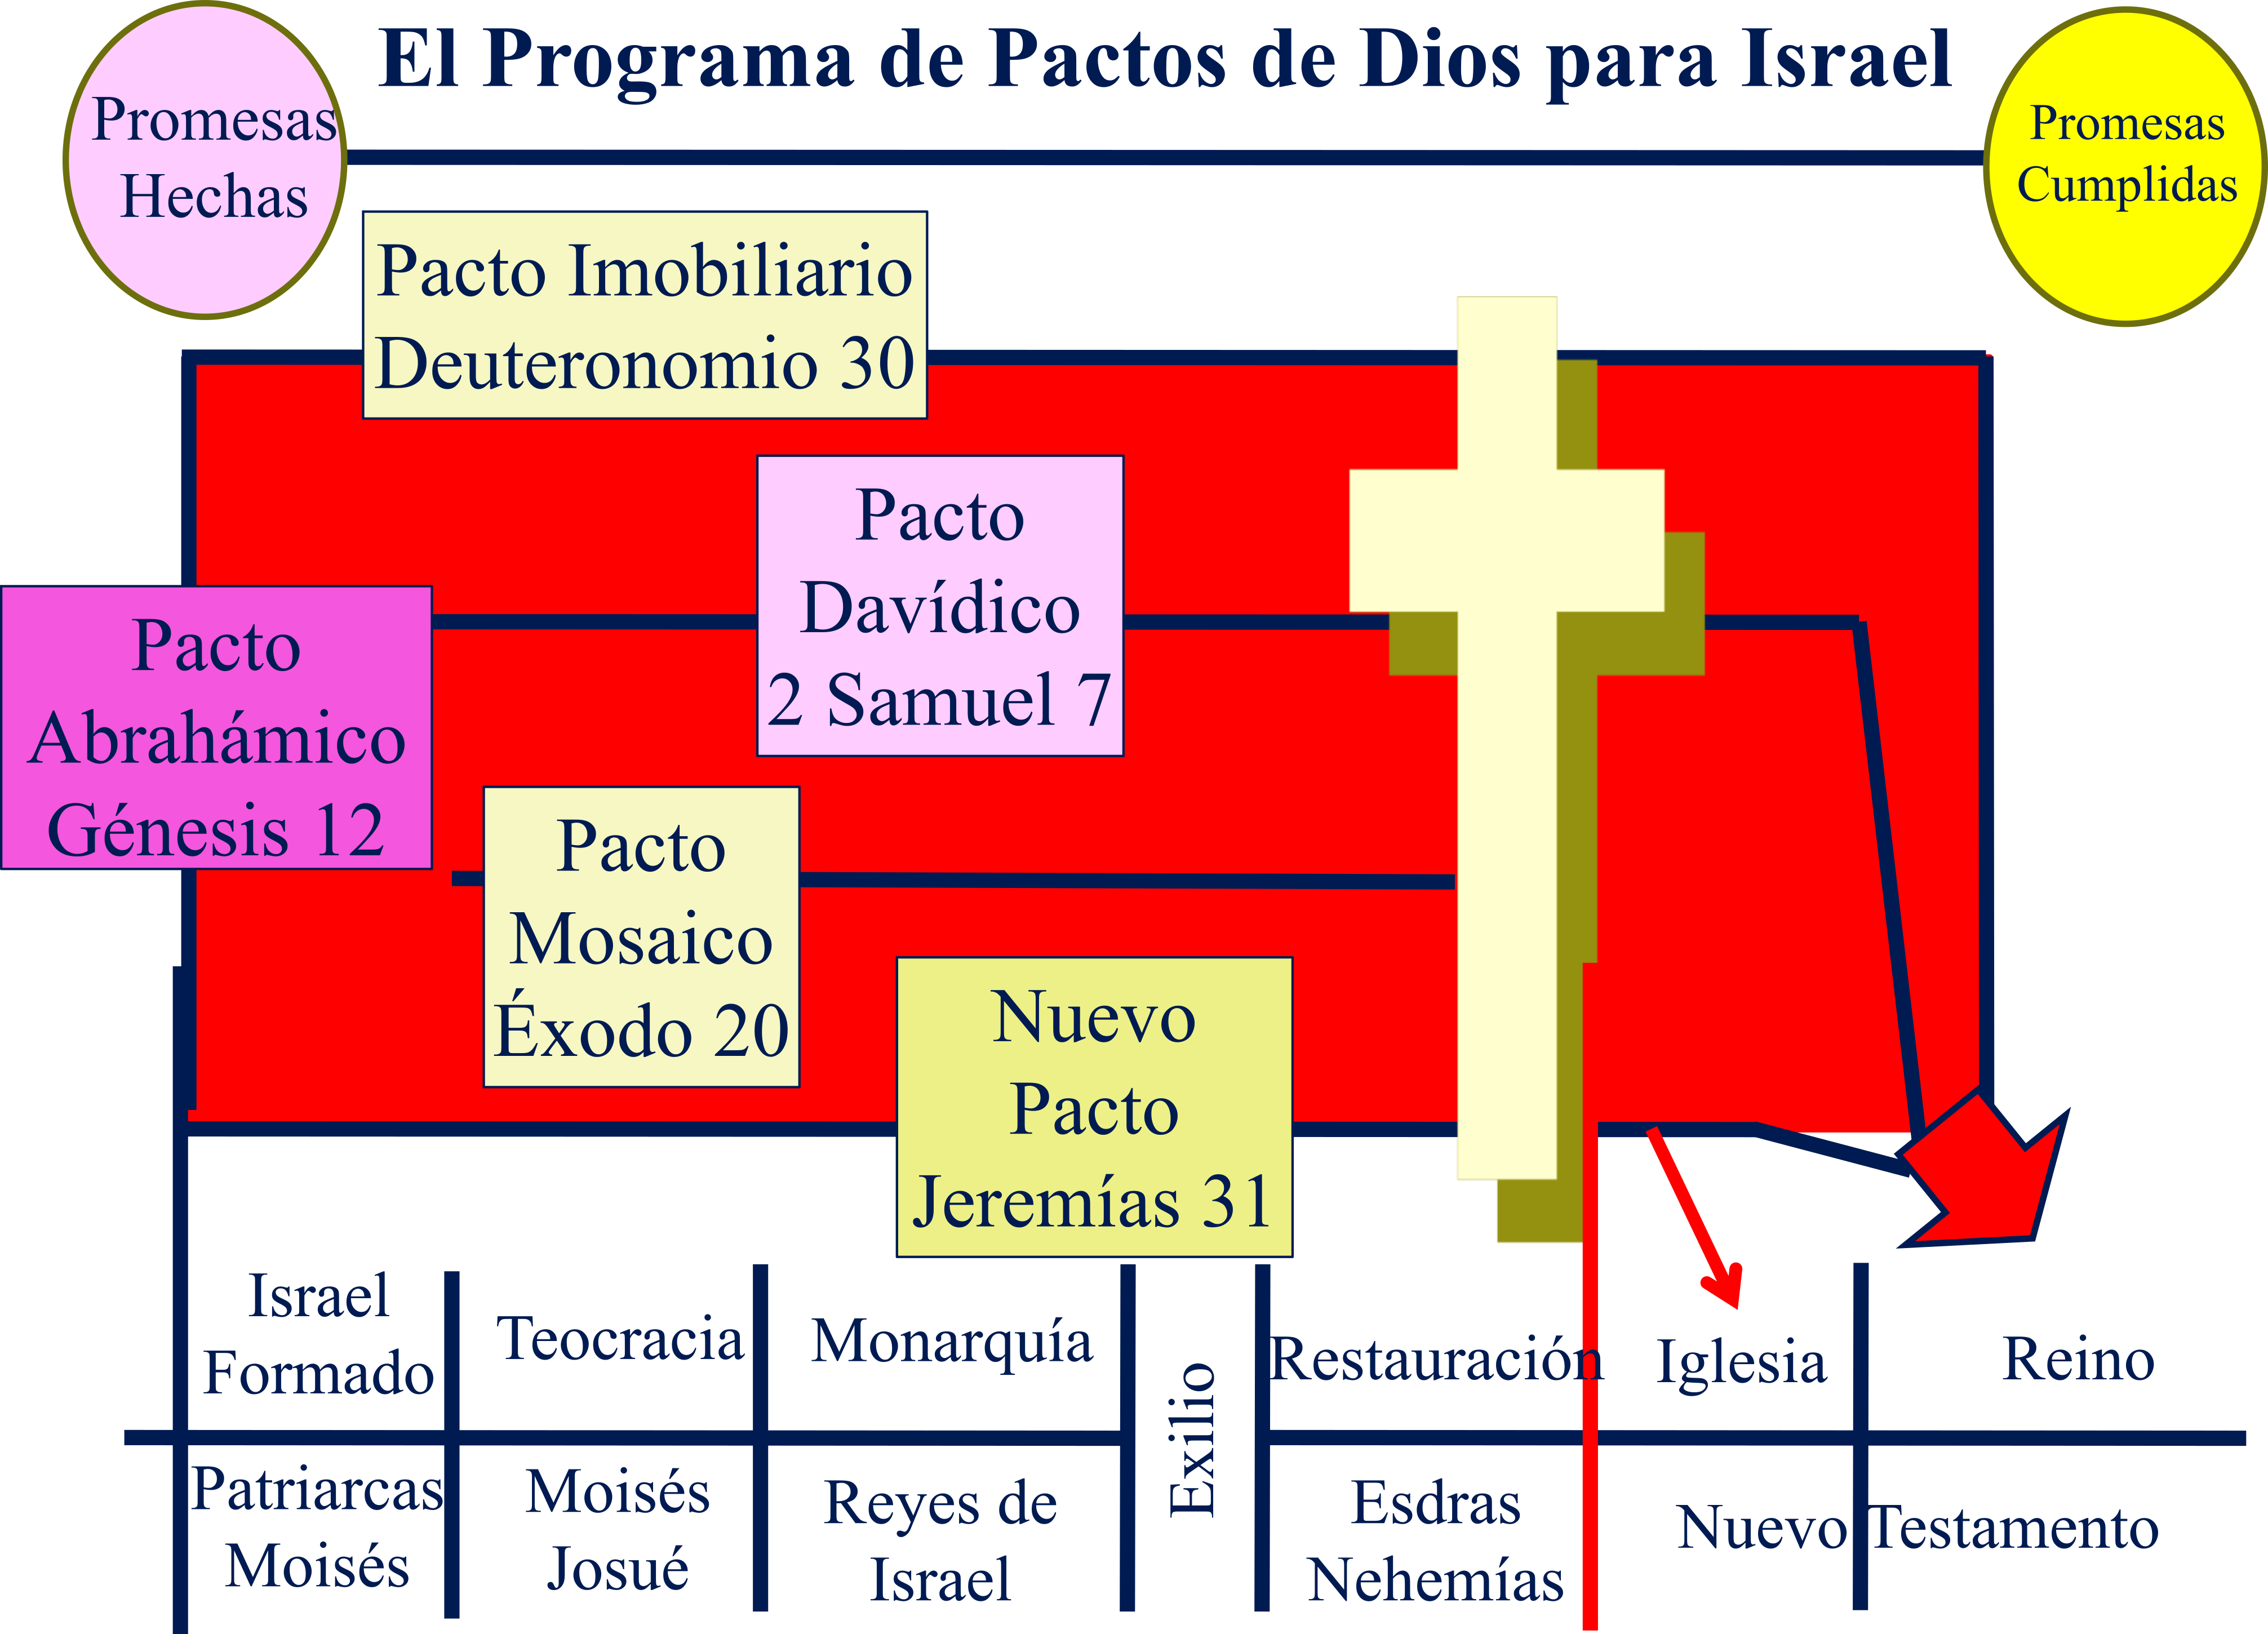 El Programa de Pactos de Dios para Israel
Promesas
Hechas
Promesas
Cumplidas
Pacto Imobiliario
Deuteronomio 30
Pacto
Davídico
2 Samuel 7
Pacto
Abrahámico
Génesis 12
Pacto
Mosaico
Éxodo 20
Nuevo
Pacto
Jeremías 31
Israel
Formado
Teocracia
Monarquía
Exilio
Restauración
Iglesia
Reino
Patriarcas
Moisés
Moisés
Josué
Reyes de
Israel
Esdras
Nehemías
Nuevo Testamento